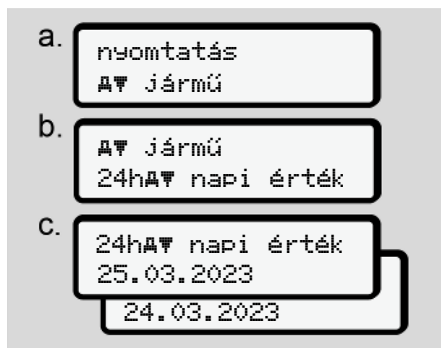 a.
nyomtatás
jármű
b.
jármű
24h napi érték
c.
24h napi érték
25.03.2023
24.03.2023